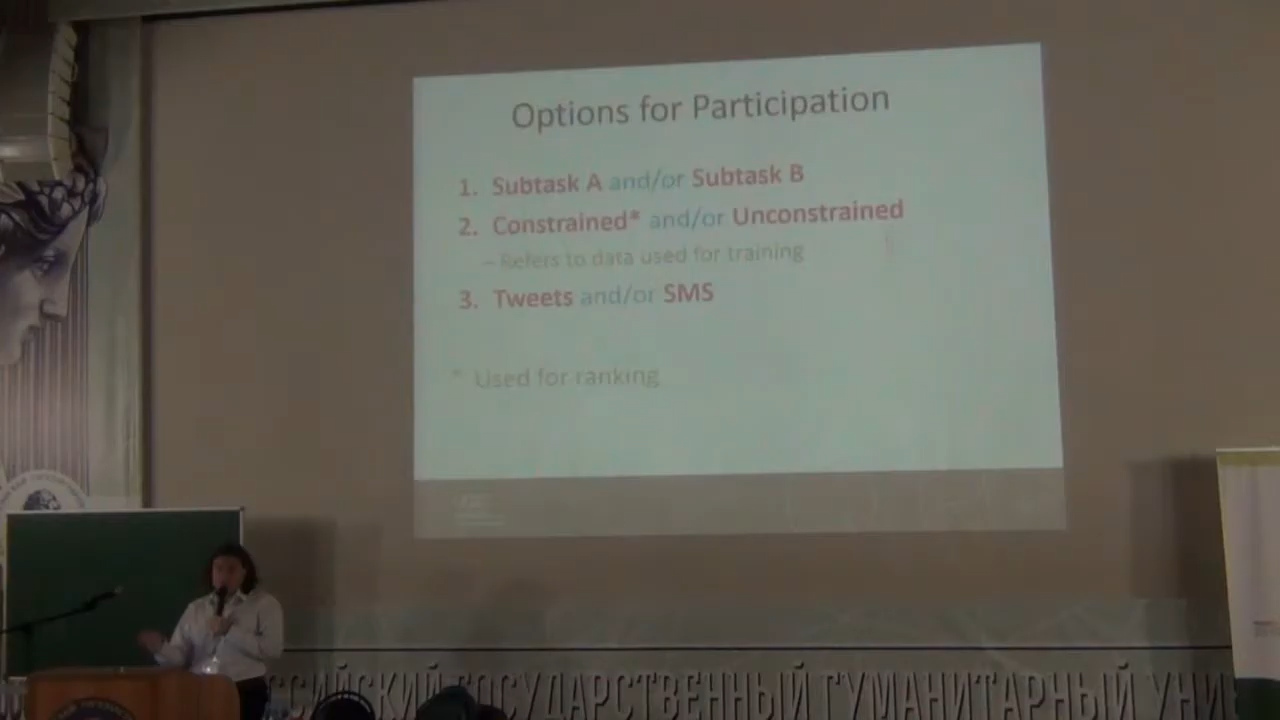 Options for Participation
1. Subtask A and/or Subtask B
2. Constrained* and/or Unconstrained
– Refers to data used for training
3. Tweets and/or SMS
* Used for ranking
ССИЙСКИЙ ГОСУДАРСТВЕННЫЙ ГУМАНИТАРНЫЙ УНИ